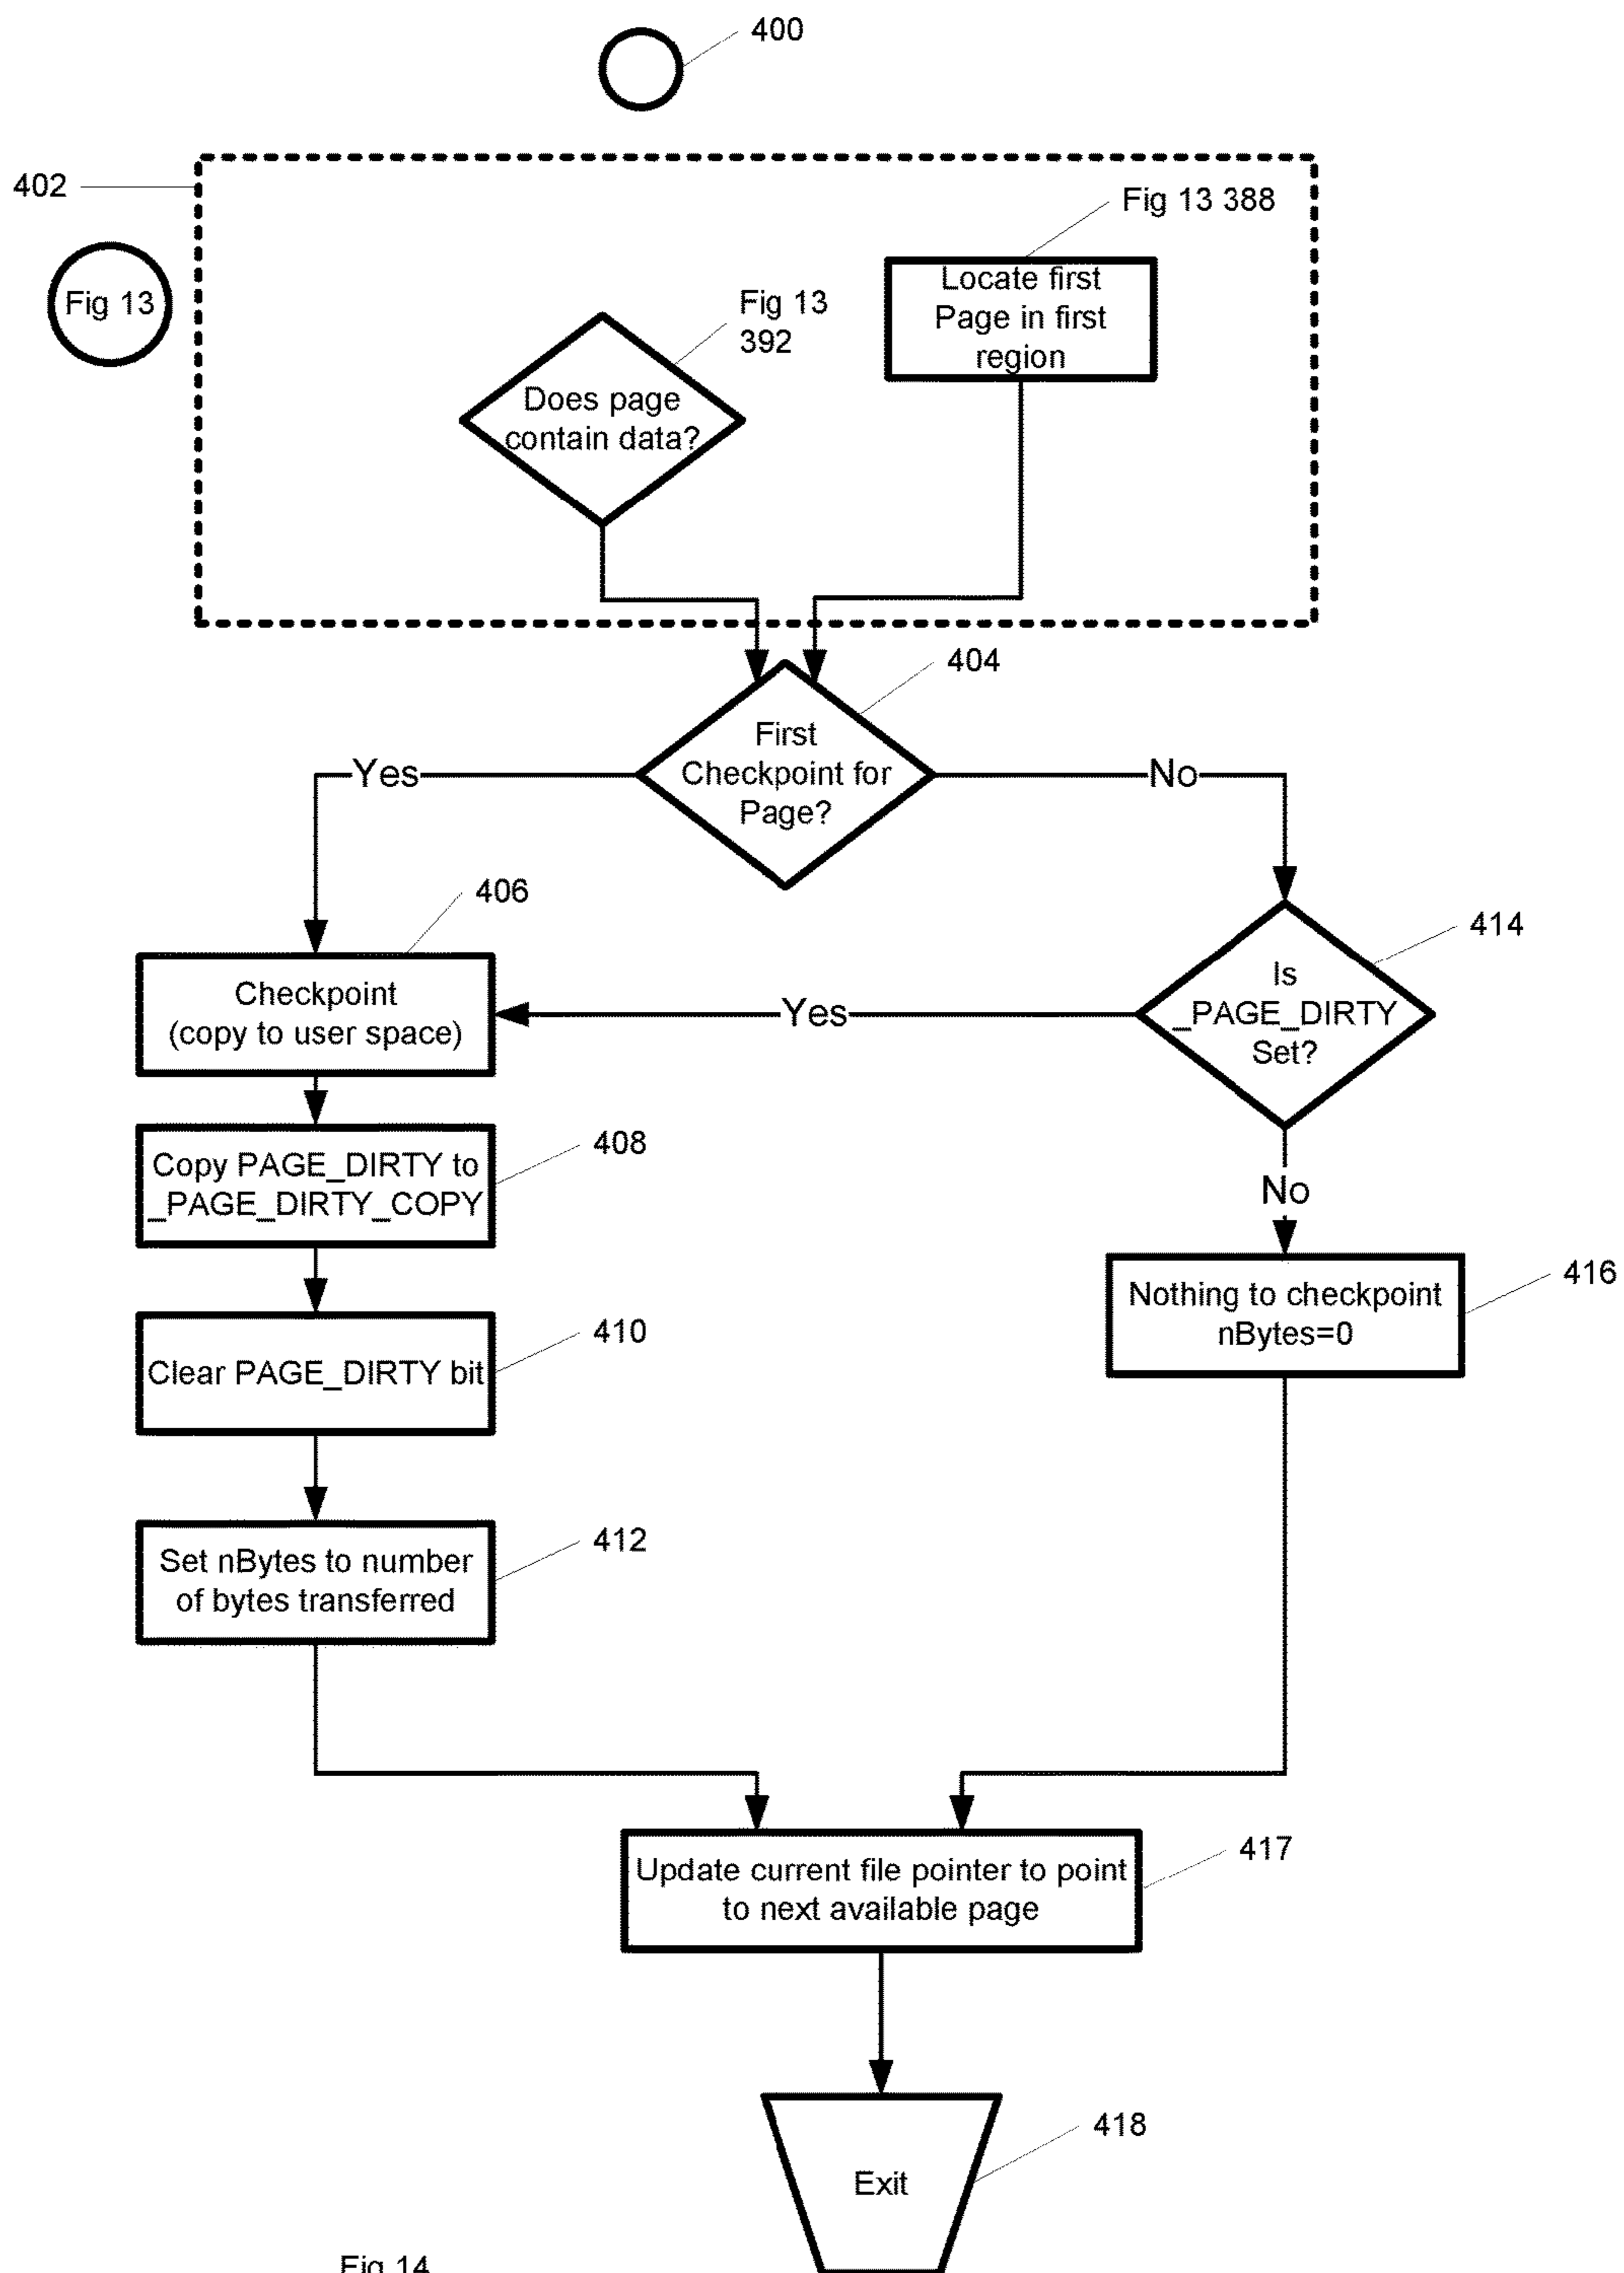 400
402
Fig 13 388
Fig 13
Locate first
Page in first
region
Fig 13
392
Does page
contain data?
404
First
Checkpoint for
Page?
Yes
No
406
414
Checkpoint
(copy to user space)
Yes
Is
_PAGE_DIRTY
Set?
408
Copy PAGE_DIRTY to
_PAGE_DIRTY_COPY
No
416
Nothing to checkpoint
nBytes=0
410
Clear PAGE_DIRTY bit
412
Set nBytes to number
of bytes transferred
417
Update current file pointer to point
to next available page
418
Exit
Fig 14